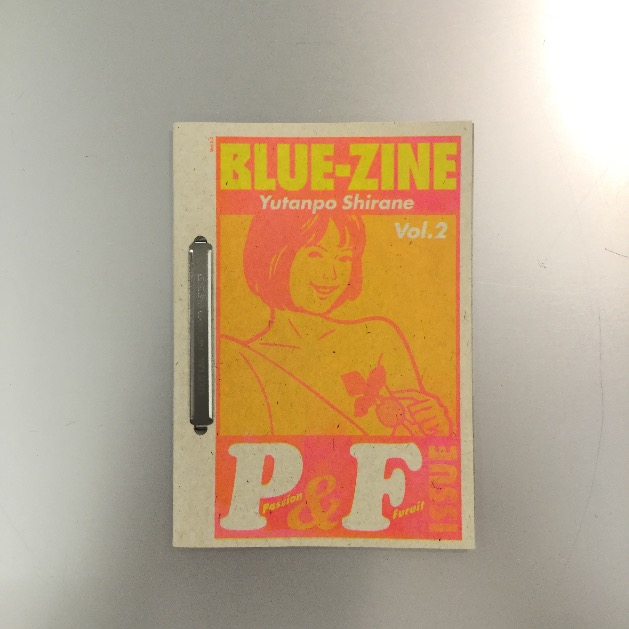 BLUE-ZINE
Yutanpo Shirane
Vol.2
P&F
Passion
Furuit
ISSUE